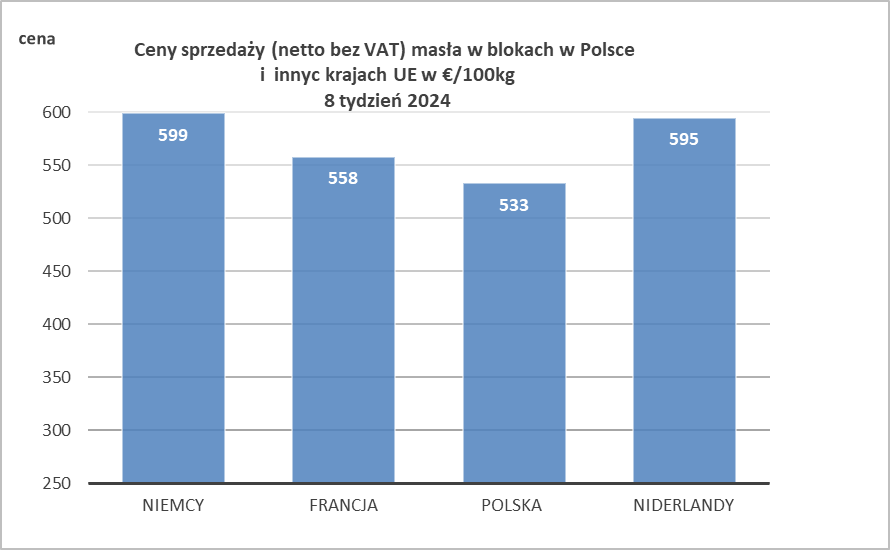 cena
Ceny sprzedaży (netto bez VAT) masła w blokach w Polsce
i innyc krajach UE w €/100kg
8 tydzień 2024
600
550
500
450
400
350
300
250
599
558
533
595
NIEMCY
FRANCJA
POLSKA
NIDERLANDY